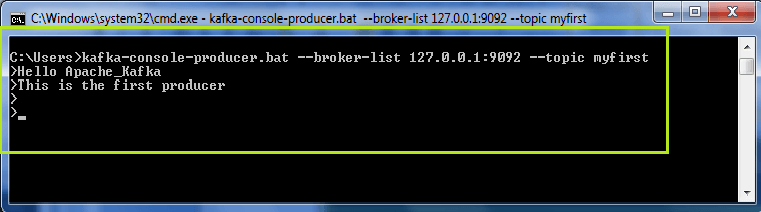 C:\Windows\system32\cmd.exe - kafka-console-producer.bat --broker-list 127.0.0.1:9092 --topic myfirst
C:\Users>kafka-console-producer.bat --broker-list 127.0.0.1:9092 --topic myfirst
>Hello Apache_Kafka
>This is the first producer
>
>_